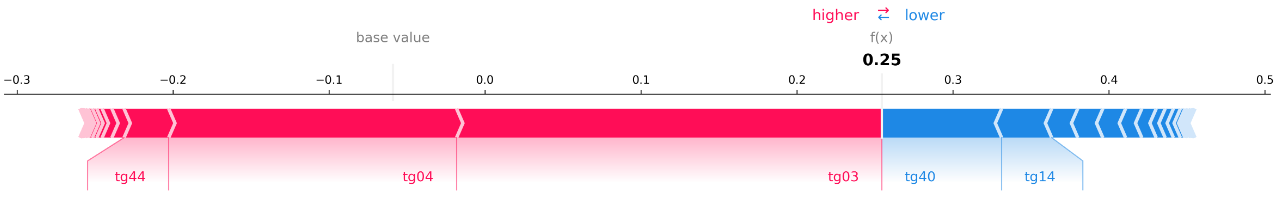 higher ⇄ lower
base value f(x)
0.25
−0.3 −0.2 −0.1 0.0 0.1 0.2 0.3 0.4 0.5
tg44 tg04 tg03 tg40 tg14